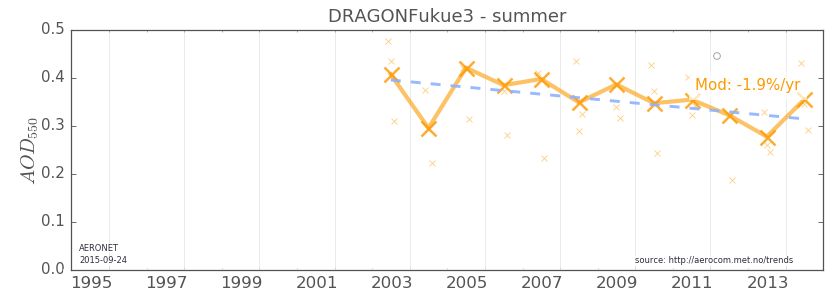 DRAGONFukue3 - summer
0.5
0.4
0.3
0.2
0.1
0.0
AOD550
Mod: -1.9%/yr
AERONET
2015-09-24
source: http://aerocom.met.no/trends
1995 1997 1999 2001 2003 2005 2007 2009 2011 2013